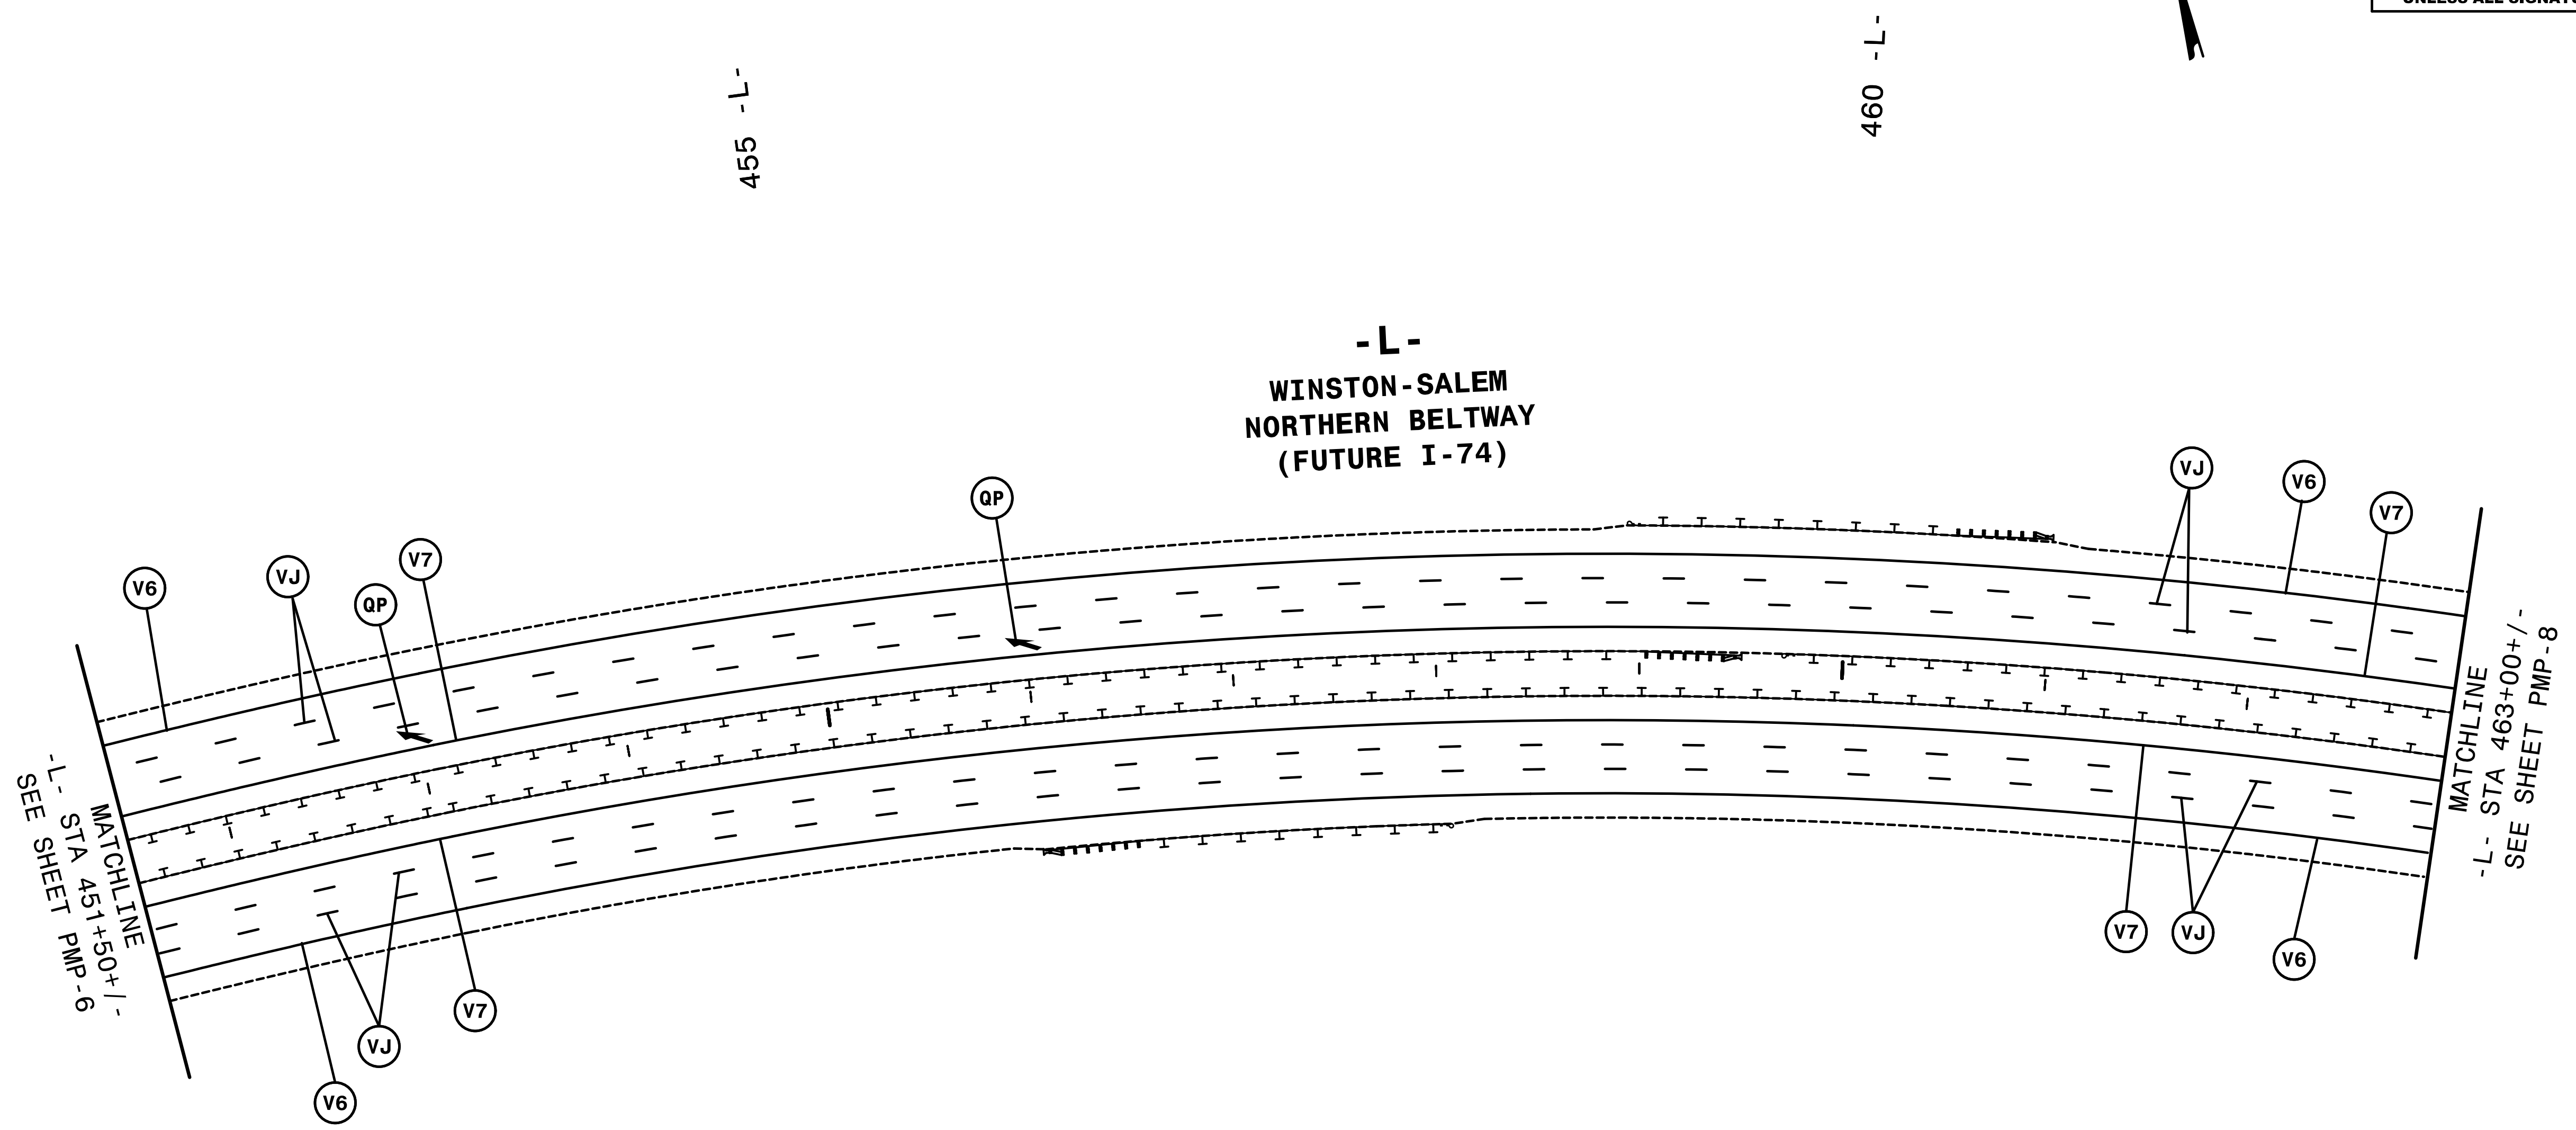 455 -L-
460 -L-
-L-
WINSTON-SALEM
NORTHERN BELTWAY
(FUTURE I-74)
V6
VJ
QP
V7
QP
VJ
V6
V7
MATCHLINE
-L- STA 451+50+/-
SEE SHEET PMP-6
MATCHLINE
-L- STA 463+00+/-
SEE SHEET PMP-8
V6
VJ
V7
V7
VJ
V6